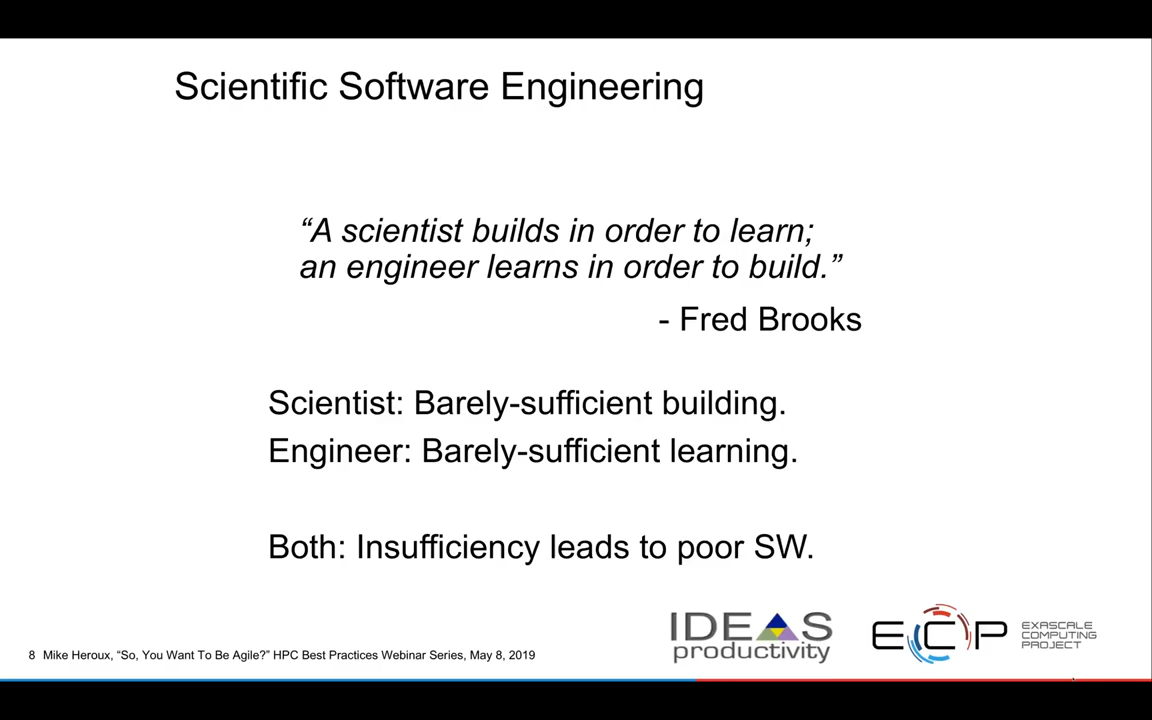 Scientific Software Engineering
“A scientist builds in order to learn;
an engineer learns in order to build.”
- Fred Brooks
Scientist: Barely-sufficient building.
Engineer: Barely-sufficient learning.
Both: Insufficiency leads to poor SW.
IDEAS
productivity
ECP
EXASCALE
COMPUTING
PROJECT
8 Mike Heroux, “So, You Want To Be Agile?” HPC Best Practices Webinar Series, May 8, 2019